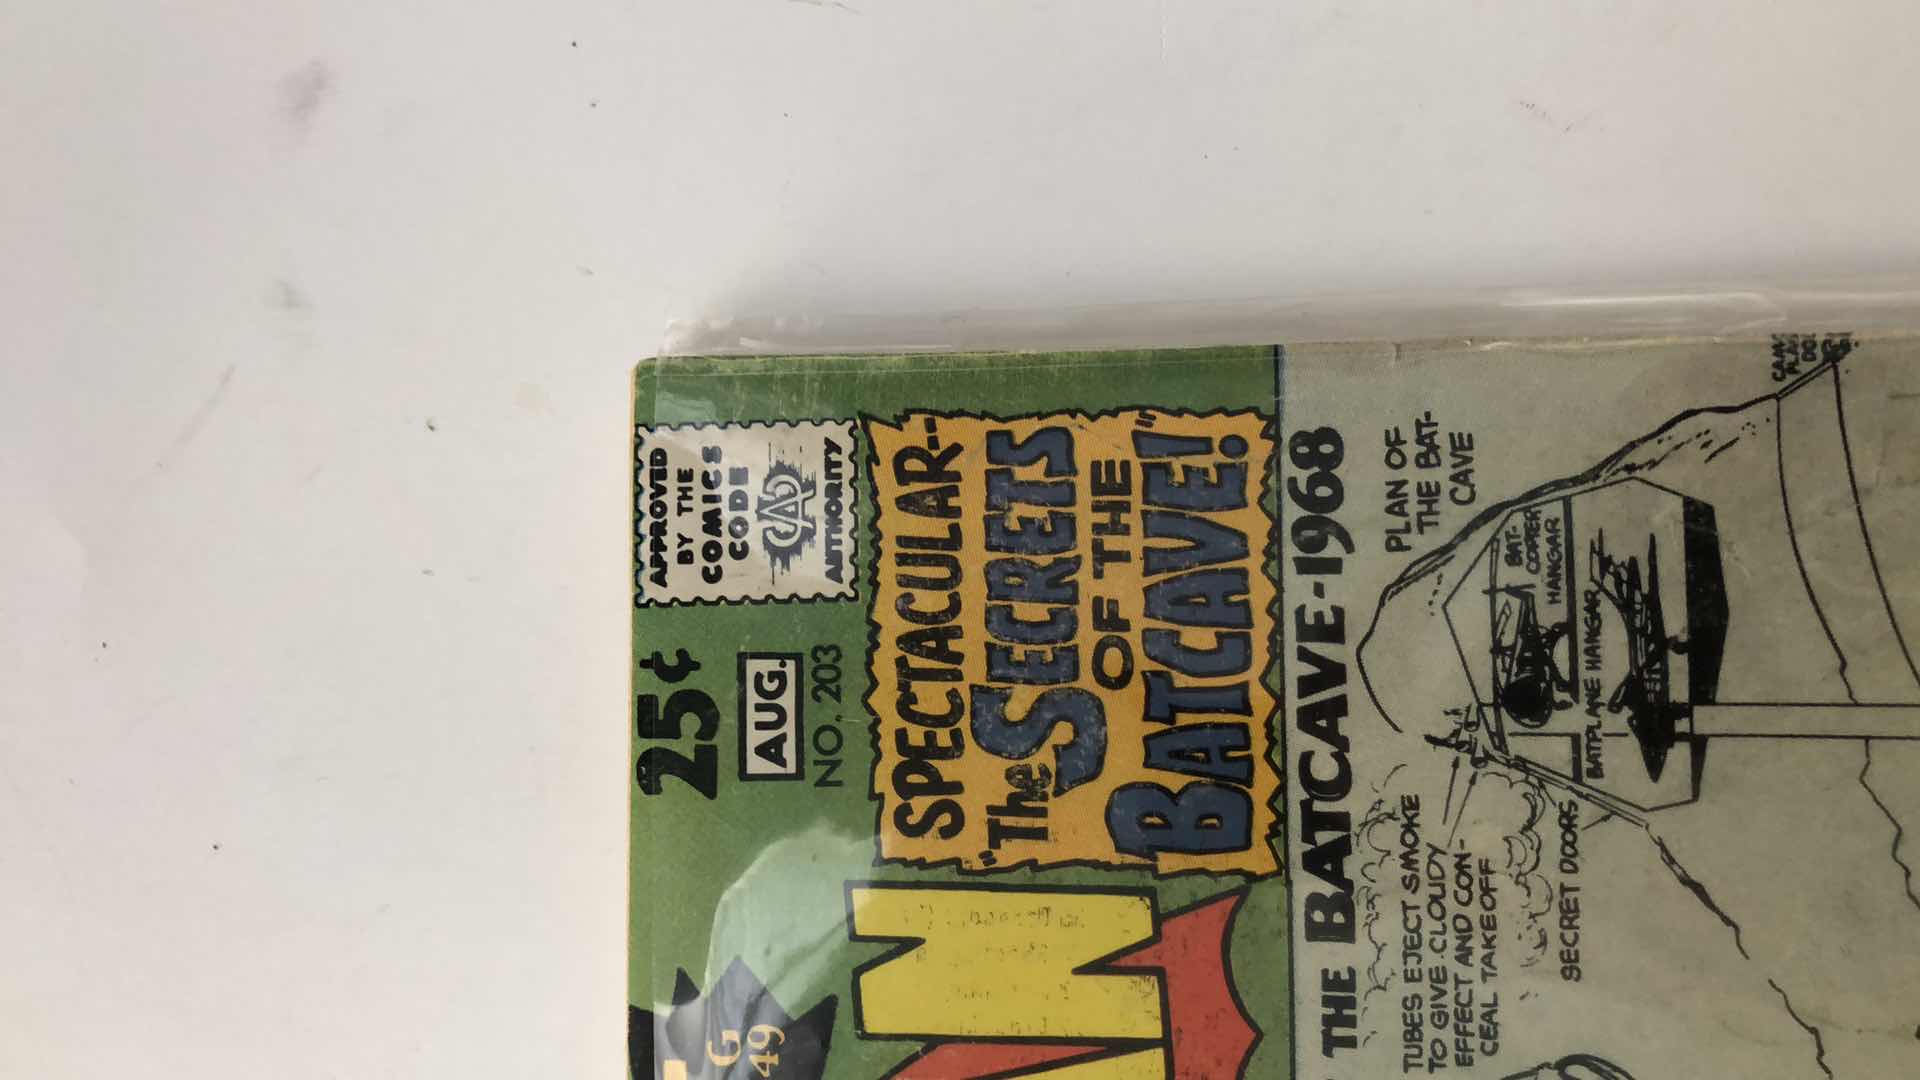 APPROVED
BY THE
COMICS
CODE
CA
AUTHORITY
25¢
AUG.
NO. 203
G
49
SPECTACULAR--
"The SECRETS
OF THE
BATCAVE!"
N
THE BATCAVE-1968
PLAN OF
THE BAT-
CAVE
BAT-
COPTER
HANGAR
BATPLANE HANGAR
TUBES EJECT SMOKE
TO GIVE CLOUDY
EFFECT AND CON-
CEAL TAKEOFF
SECRET DOORS